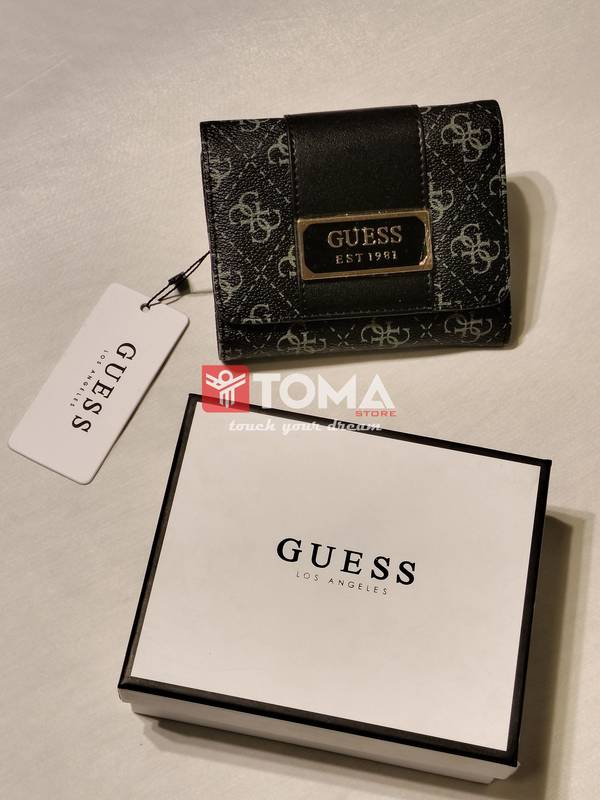 GUESS
EST 1981
GUESS
LOS ANGELES
TOMA
STORE
touch your dream
GUESS
LOS ANGELES